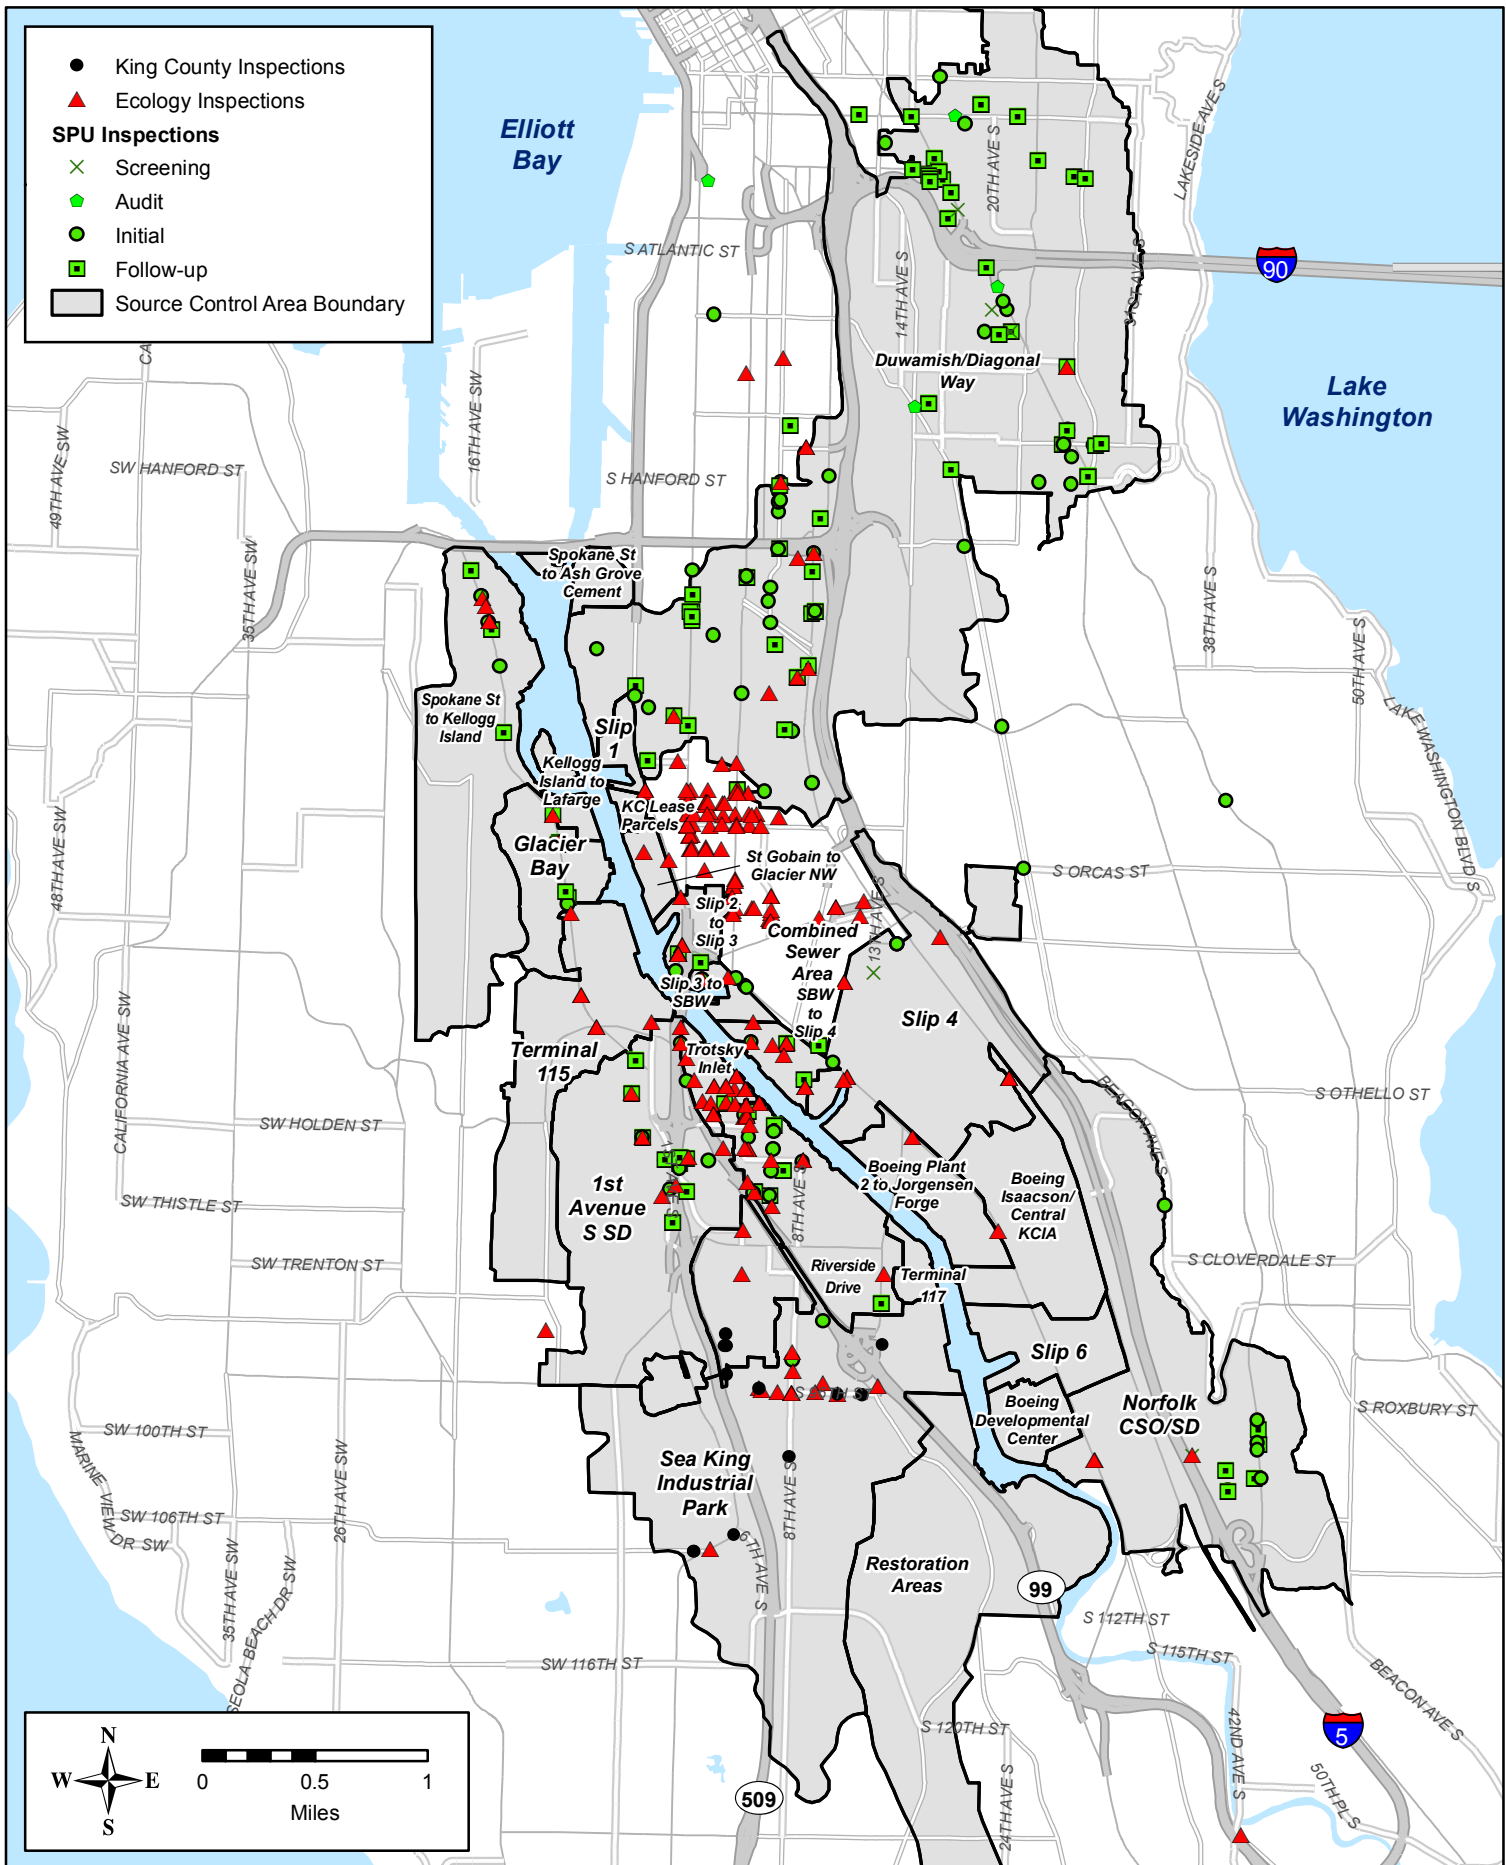 King County Inspections
Ecology Inspections
SPU Inspections
Screening
Audit
Initial
Follow-up
Source Control Area Boundary
Elliott
Bay
Lake
Washington
S ATLANTIC ST
20TH AVE S
LAKESIDE AVE S
90
14TH AVE S
31ST AVE S
Duwamish/Diagonal
Way
CA
16TH AVE SW
49TH AVE SW
SW HANFORD ST
S HANFORD ST
35TH AVE SW
Spokane St
to Ash Grove
Cement
38TH AVE S
50TH AVE S
LAKE WASHINGTON BLVD S
Spokane St
to Kellogg
Island
Slip
1
Kellogg
Island to
Lafarge
KC Lease
Parcels
Glacier
Bay
48TH AVE SW
St Gobain to
Glacier NW
S ORCAS ST
13TH AVE S
Slip 2
to
Slip 3
Combined
Sewer
Area
SBW
to
Slip 4
Slip 3 to
SBW
Slip 4
CALIFORNIA AVE SW
Terminal
115
Trotsky
Inlet
BEACON AVE S
S OTHELLO ST
SW HOLDEN ST
1st
Avenue
S SD
8TH AVE S
Boeing Plant
2 to Jorgensen
Forge
Boeing
Isaacson/
Central
KCIA
SW THISTLE ST
SW TRENTON ST
S CLOVERDALE ST
Riverside
Drive
Terminal
117
Slip 6
Boeing
Developmental
Center
Norfolk
CSO/SD
S ROXBURY ST
SW 100TH ST
MARINE VIEW DR SW
Sea King
Industrial
Park
8TH AVE S
26TH AVE SW
SW 106TH ST
35TH AVE SW
SEOLA BEACH DR SW
6TH AVE S
Restoration
Areas
99
S 112TH ST
S 115TH ST
SW 116TH ST
BEACON AVE S
S 120TH ST
42ND AVE S
5
50TH PL S
24TH AVE S
509
N
W E
S
0 0.5 1
Miles